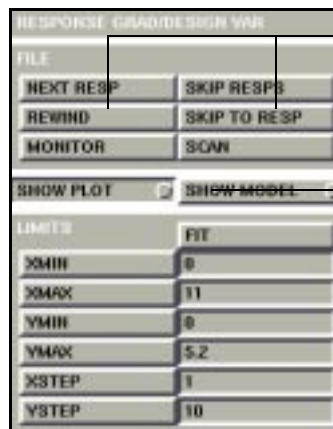 RESPONSE GRAD/DESIGN VAR
FILE
NEXT RESP SKIP RESPS
REWIND SKIP TO RESP
MONITOR SCAN
SHOW PLOT SHOW MODEL
LIMITS FIT
XMIN 0
XMAX 11
YMIN 0
YMAX 5.2
XSTEP 1
YSTEP 10